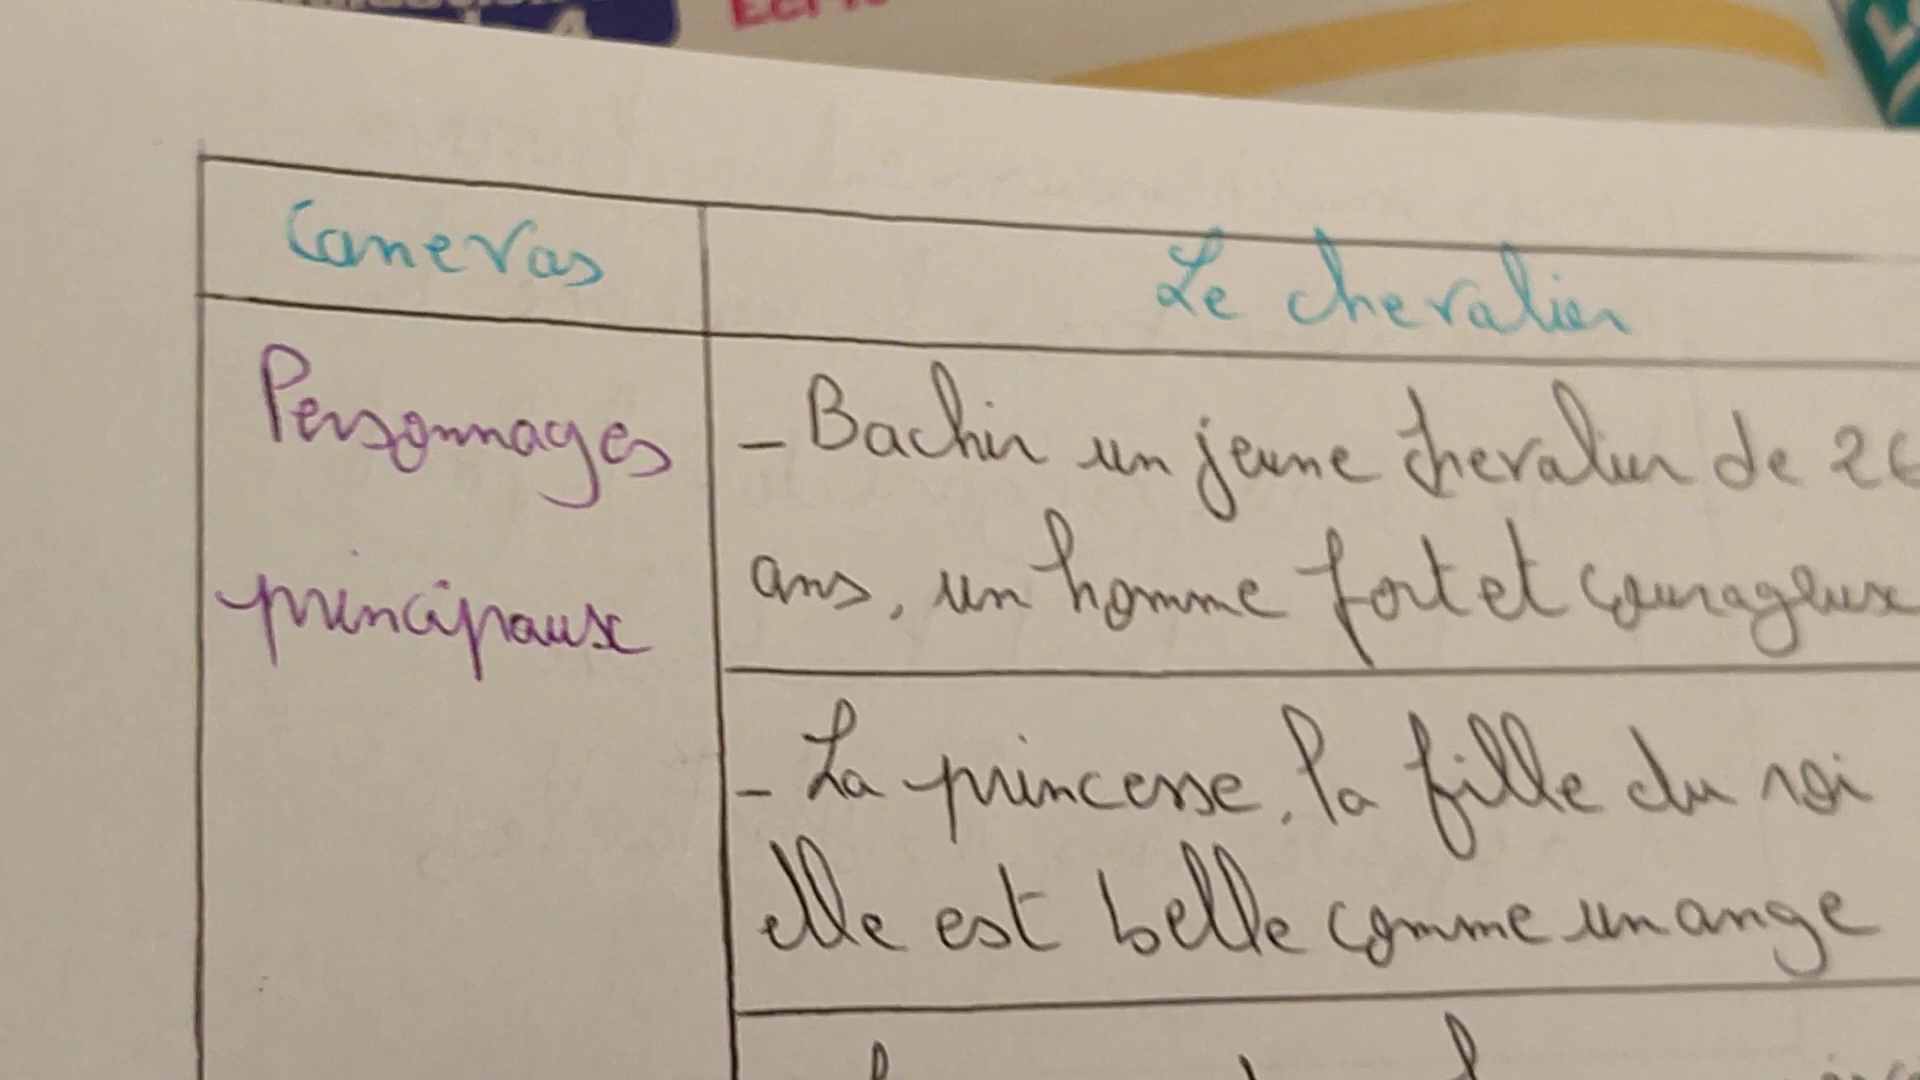 Canevas
Le chevalier
Personnages
principaux
- Bachir un jeune chevalier de 26
ans, un homme fort et courageux
- La princesse, la fille du roi
elle est belle comme un ange